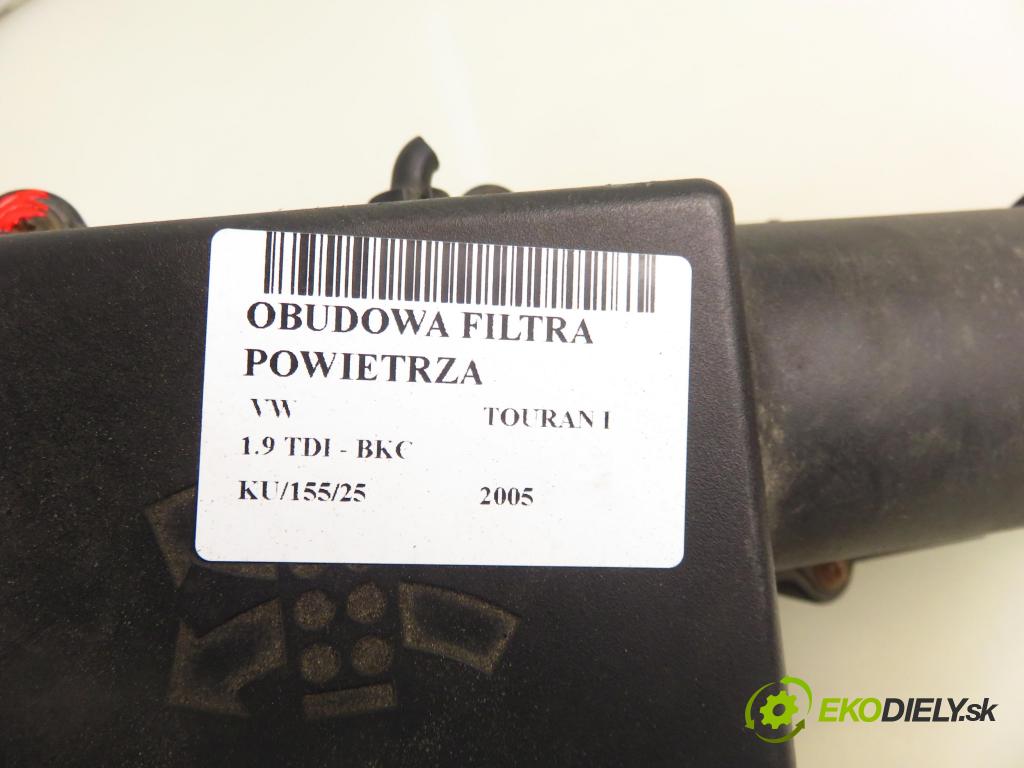 OBUDOWA FILTRA
POWIETRZA
VW TOURAN I
1.9 TDI - BKC
KU/155/25 2005
EKODIELY.sk